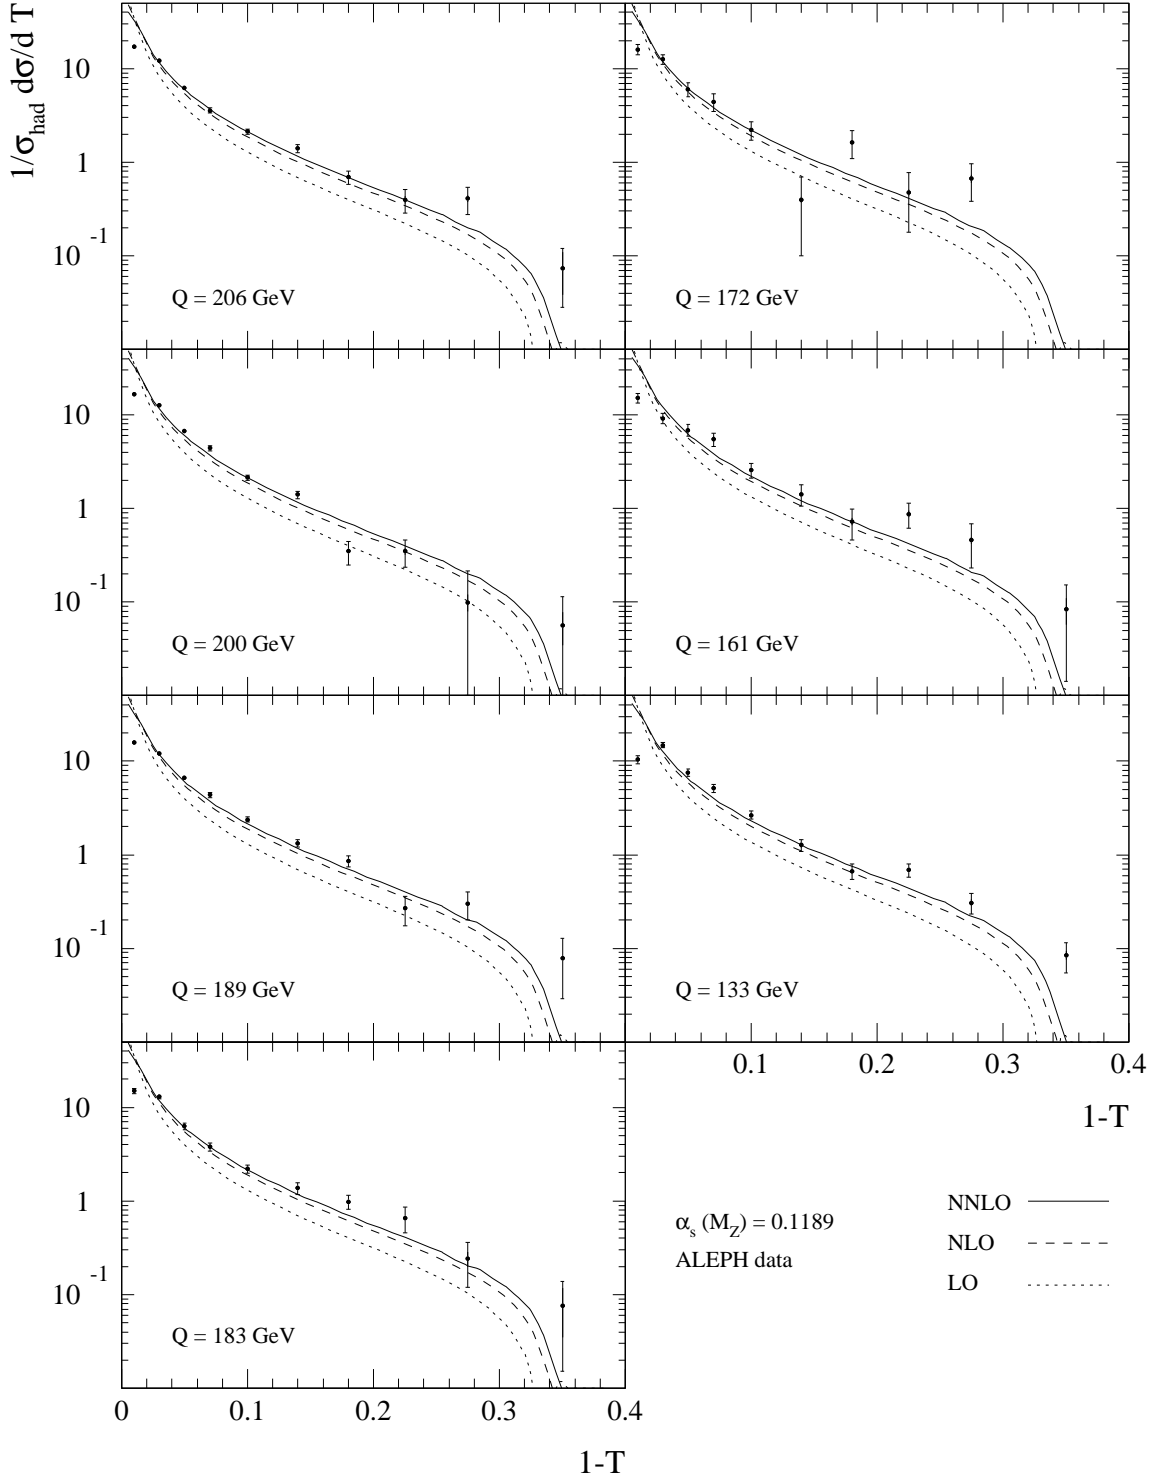 1/σ_had dσ/d T
10
1
10^-1
Q = 206 GeV
Q = 172 GeV
10
1
10^-1
Q = 200 GeV
Q = 161 GeV
10
1
10^-1
Q = 189 GeV
Q = 133 GeV
0.1 0.2 0.3 0.4
1-T
10
1
10^-1
Q = 183 GeV
α_s (M_Z) = 0.1189
ALEPH data
NNLO
NLO
LO
0 0.1 0.2 0.3 0.4
1-T